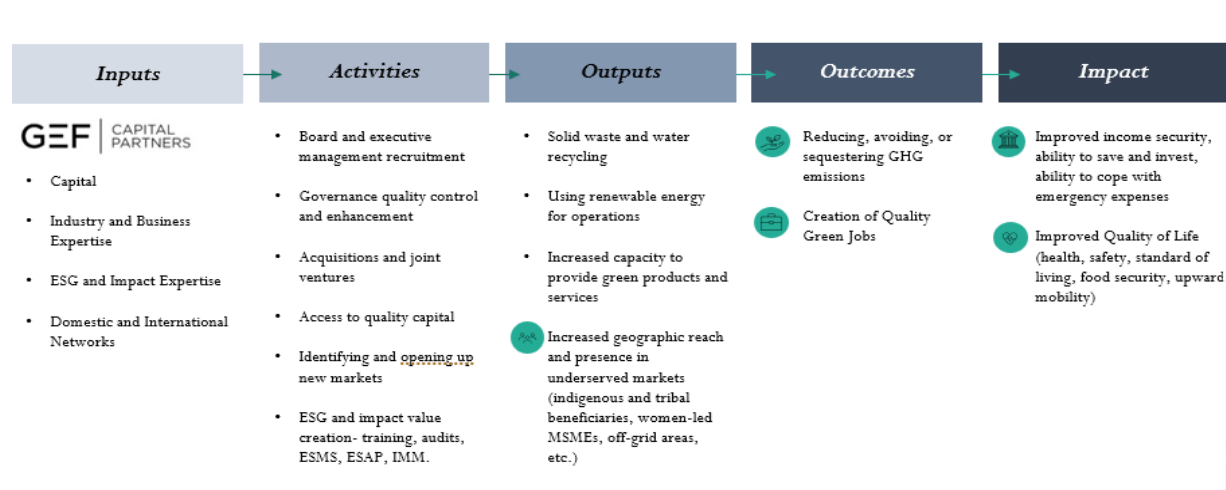 Inputs
Activities
Outputs
Outcomes
Impact
GEF | CAPITAL
PARTNERS
• Capital
• Industry and Business
Expertise
• ESG and Impact Expertise
• Domestic and International
Networks
• Board and executive
management recruitment
• Governance quality control
and enhancement
• Acquisitions and joint
ventures
• Access to quality capital
• Identifying and opening up
new markets
• ESG and impact value
creation- training, audits,
ESMS, ESAP, IMM.
• Solid waste and water
recycling
• Using renewable energy
for operations
• Increased capacity to
provide green products and
services
Increased geographic reach
and presence in
underserved markets
(indigenous and tribal
beneficiaries, women-led
MSMEs, off-grid areas,
etc.)
Reducing, avoiding, or
sequestering GHG
emissions
Creation of Quality
Green Jobs
Improved income security,
ability to save and invest,
ability to cope with
emergency expenses
Improved Quality of Life
(health, safety, standard of
living, food security, upward
mobility)